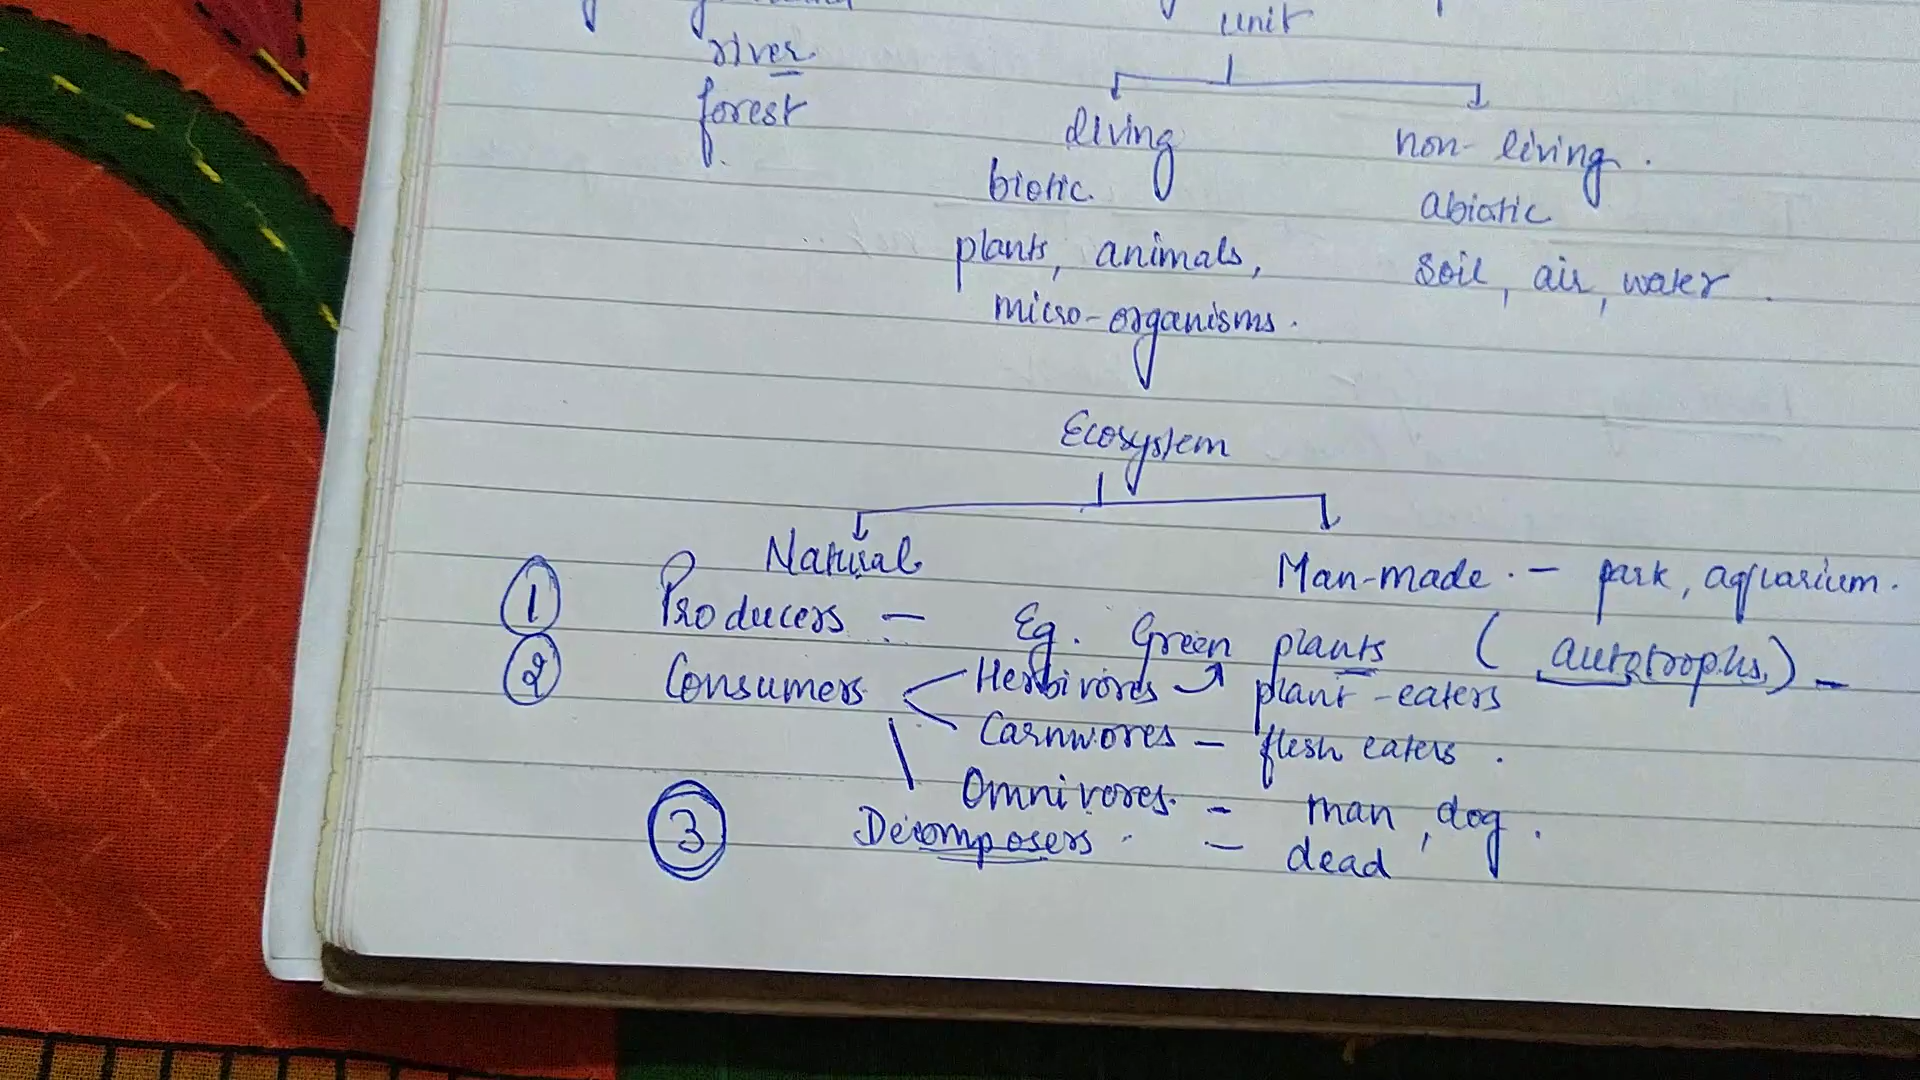 unit
river
forest
living non-living.
biotic. abiotic
plants, animals, soil, air, water.
micro-organisms.
Ecosystem
Natural Man-made. - park, aquarium.
1 Producers - Eg. Green plants (autotrophs) -
2 Consumers Herbivores plant-eaters
Carnivores - flesh eaters.
Omnivores. - man, dog.
3 Decomposers - dead